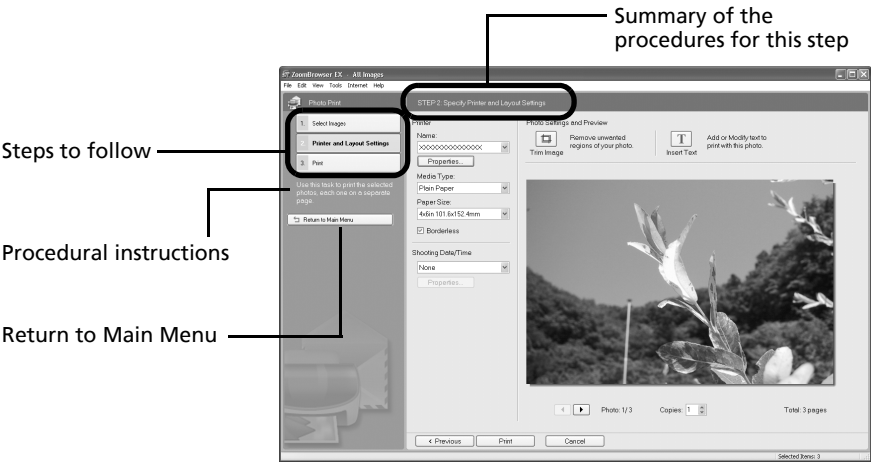 Summary of the
procedures for this step
ZoomBrowser EX - All Images
File Edit View Tools Internet Help
Photo Print
STEP 2: Specify Printer and Layout Settings
Steps to follow
1. Select Images
2. Printer and Layout Settings
3. Print
Use this task to print the selected
photos, each one on a separate
page.
Return to Main Menu
Procedural instructions
Return to Main Menu
Printer
Name:
XXXXXXXXXXXXXX
Properties...
Media Type:
Plain Paper
Paper Size:
4x6in 101.6x152.4mm
Borderless
Shooting Date/Time
None
Properties...
Photo Settings and Preview
Trim Image
Remove unwanted
regions of your photo.
T
Insert Text
Add or Modify text to
print with this photo.
Photo: 1/3
Copies: 1
Total: 3 pages
< Previous
Print
Cancel
Selected Items: 3